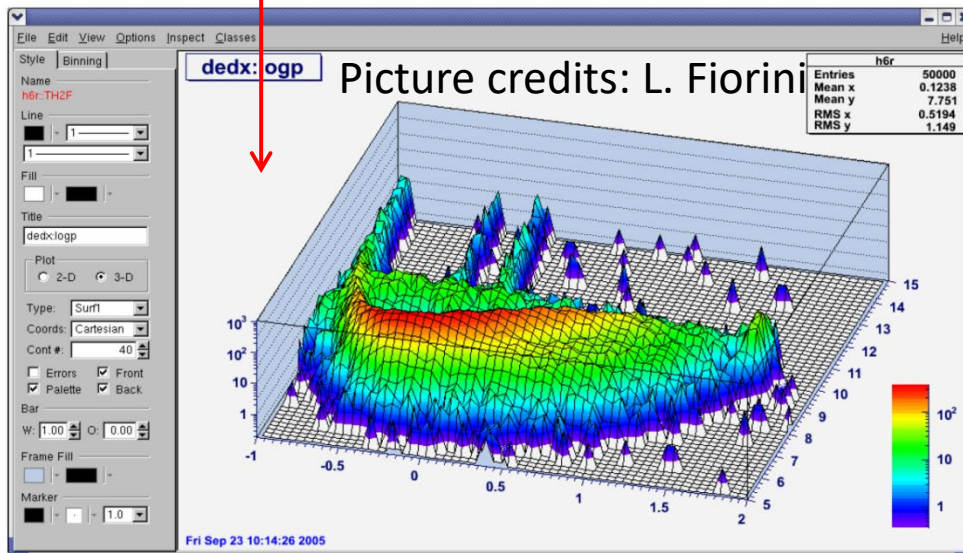 File Edit View Options Inspect Classes Help
Style Binning
Name
h6r::TH2F
Line
1
1
Fill
Title
dedx:logp
Plot
2-D 3-D
Type: Surf1
Coords: Cartesian
Cont #: 40
Errors Front
Palette Back
Bar
W: 1.00 O: 0.00
Frame Fill
Marker
1.0
dedx:logp
Picture credits: L. Fiorini
h6r
Entries 50000
Mean x 0.1238
Mean y 7.751
RMS x 0.5194
RMS y 1.149
10³
10²
10
1
-1
-0.5
0
0.5
1
1.5
2
5
6
7
8
9
10
11
12
13
14
15
10²
10
1
Fri Sep 23 10:14:26 2005